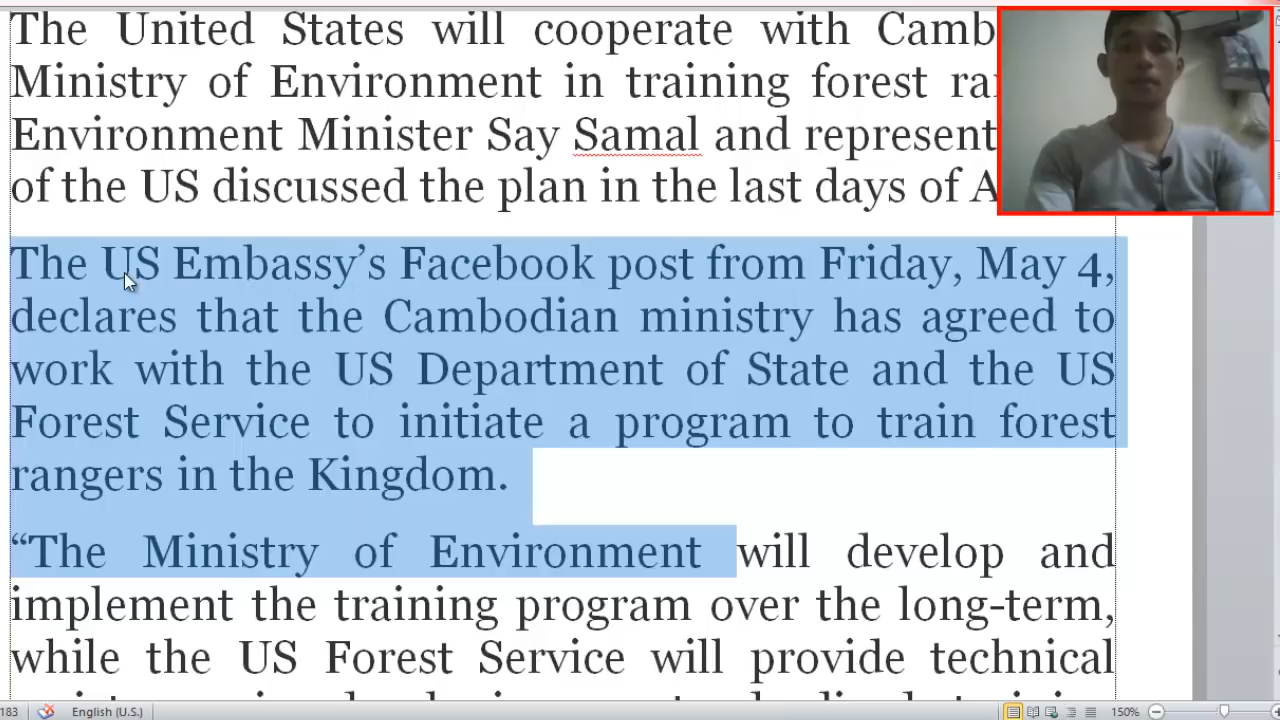 The United States will cooperate with Camb
Ministry of Environment in training forest
Environment Minister Say Samal and represent
of the US discussed the plan in the last days of
The US Embassy’s Facebook post from Friday, May 4,
declares that the Cambodian ministry has agreed to
work with the US Department of State and the US
Forest Service to initiate a program to train forest
rangers in the Kingdom.
“The Ministry of Environment will develop and
implement the training program over the long-term,
while the US Forest Service will provide technical
183 English (U.S.) 150%